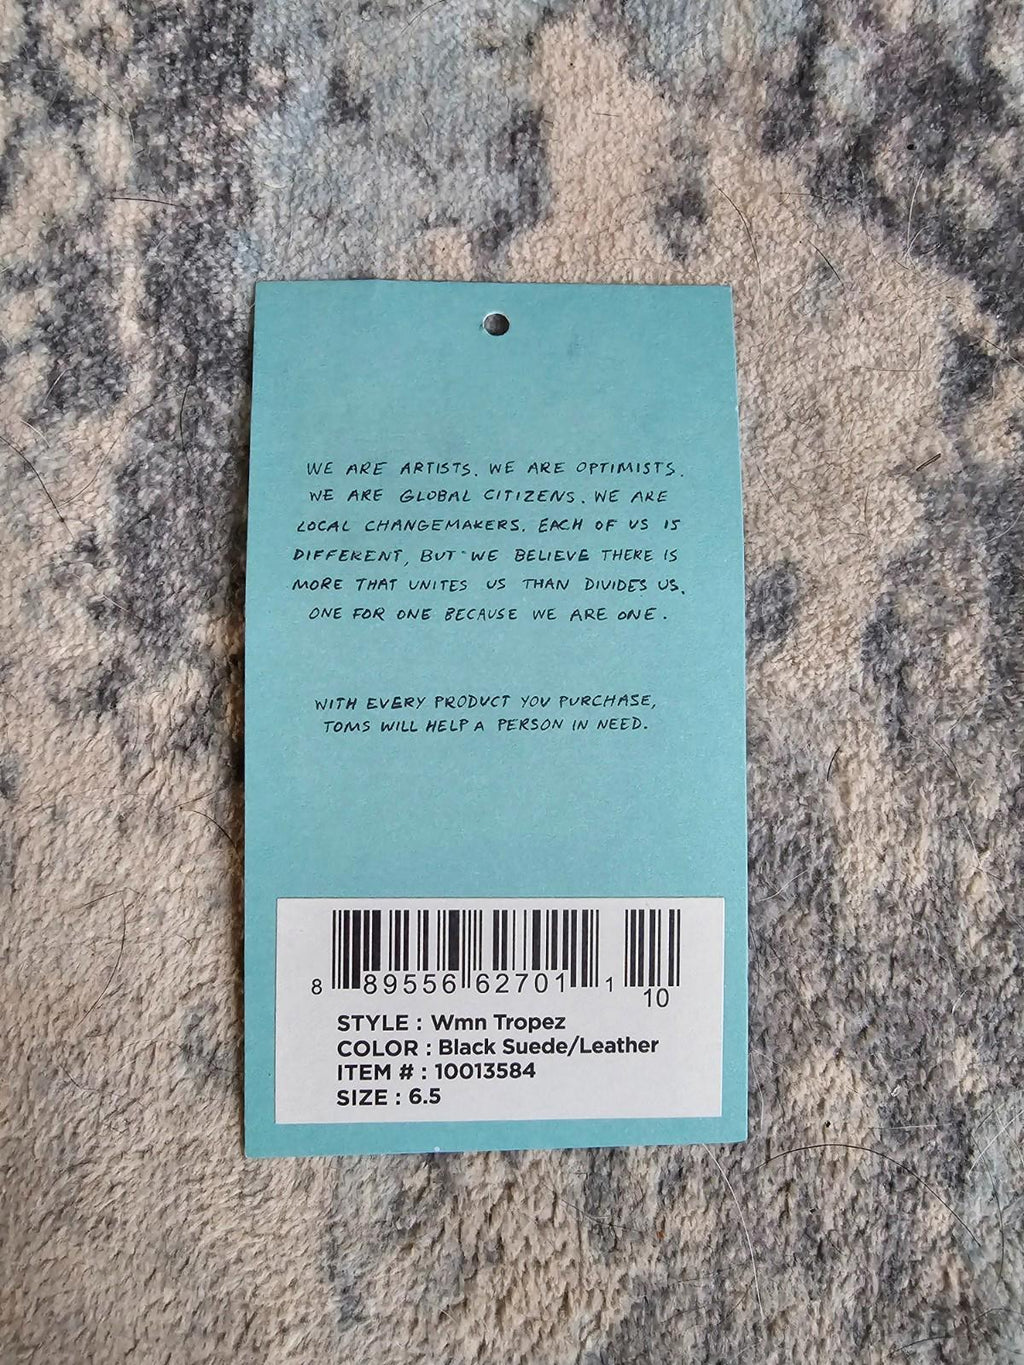 WE ARE ARTISTS. WE ARE OPTIMISTS.
WE ARE GLOBAL CITIZENS. WE ARE
LOCAL CHANGEMAKERS. EACH OF US IS
DIFFERENT, BUT WE BELIEVE THERE IS
MORE THAT UNITES US THAN DIVIDES US.
ONE FOR ONE BECAUSE WE ARE ONE.
WITH EVERY PRODUCT YOU PURCHASE,
TOMS WILL HELP A PERSON IN NEED.
8 89556 62701 1 10
STYLE : Wmn Tropez
COLOR : Black Suede/Leather
ITEM # : 10013584
SIZE : 6.5